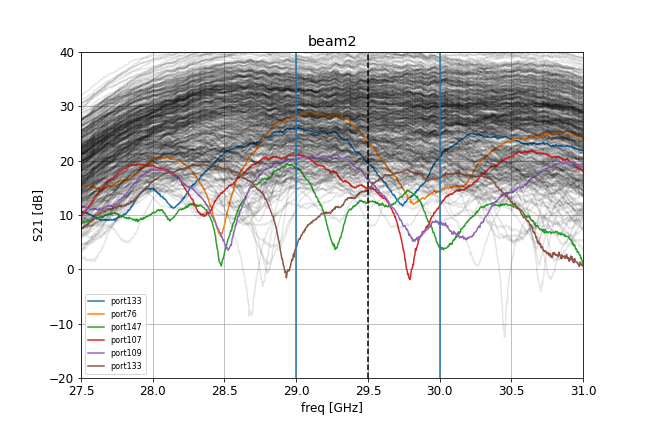 beam2
S21 [dB]
40
30
20
10
0
−10
−20
port133
port76
port147
port107
port109
port133
27.5 28.0 28.5 29.0 29.5 30.0 30.5 31.0
freq [GHz]